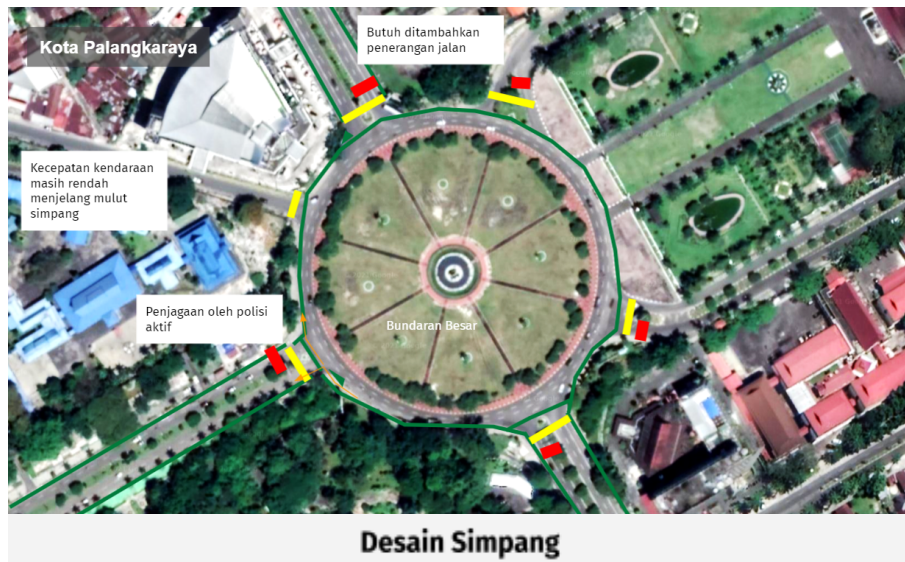 Kota Palangkaraya
Butuh ditambahkan
penerangan jalan
Kecepatan kendaraan
masih rendah
menjelang mulut
simpang
Penjagaan oleh polisi
aktif
Bundaran Besar
Desain Simpang